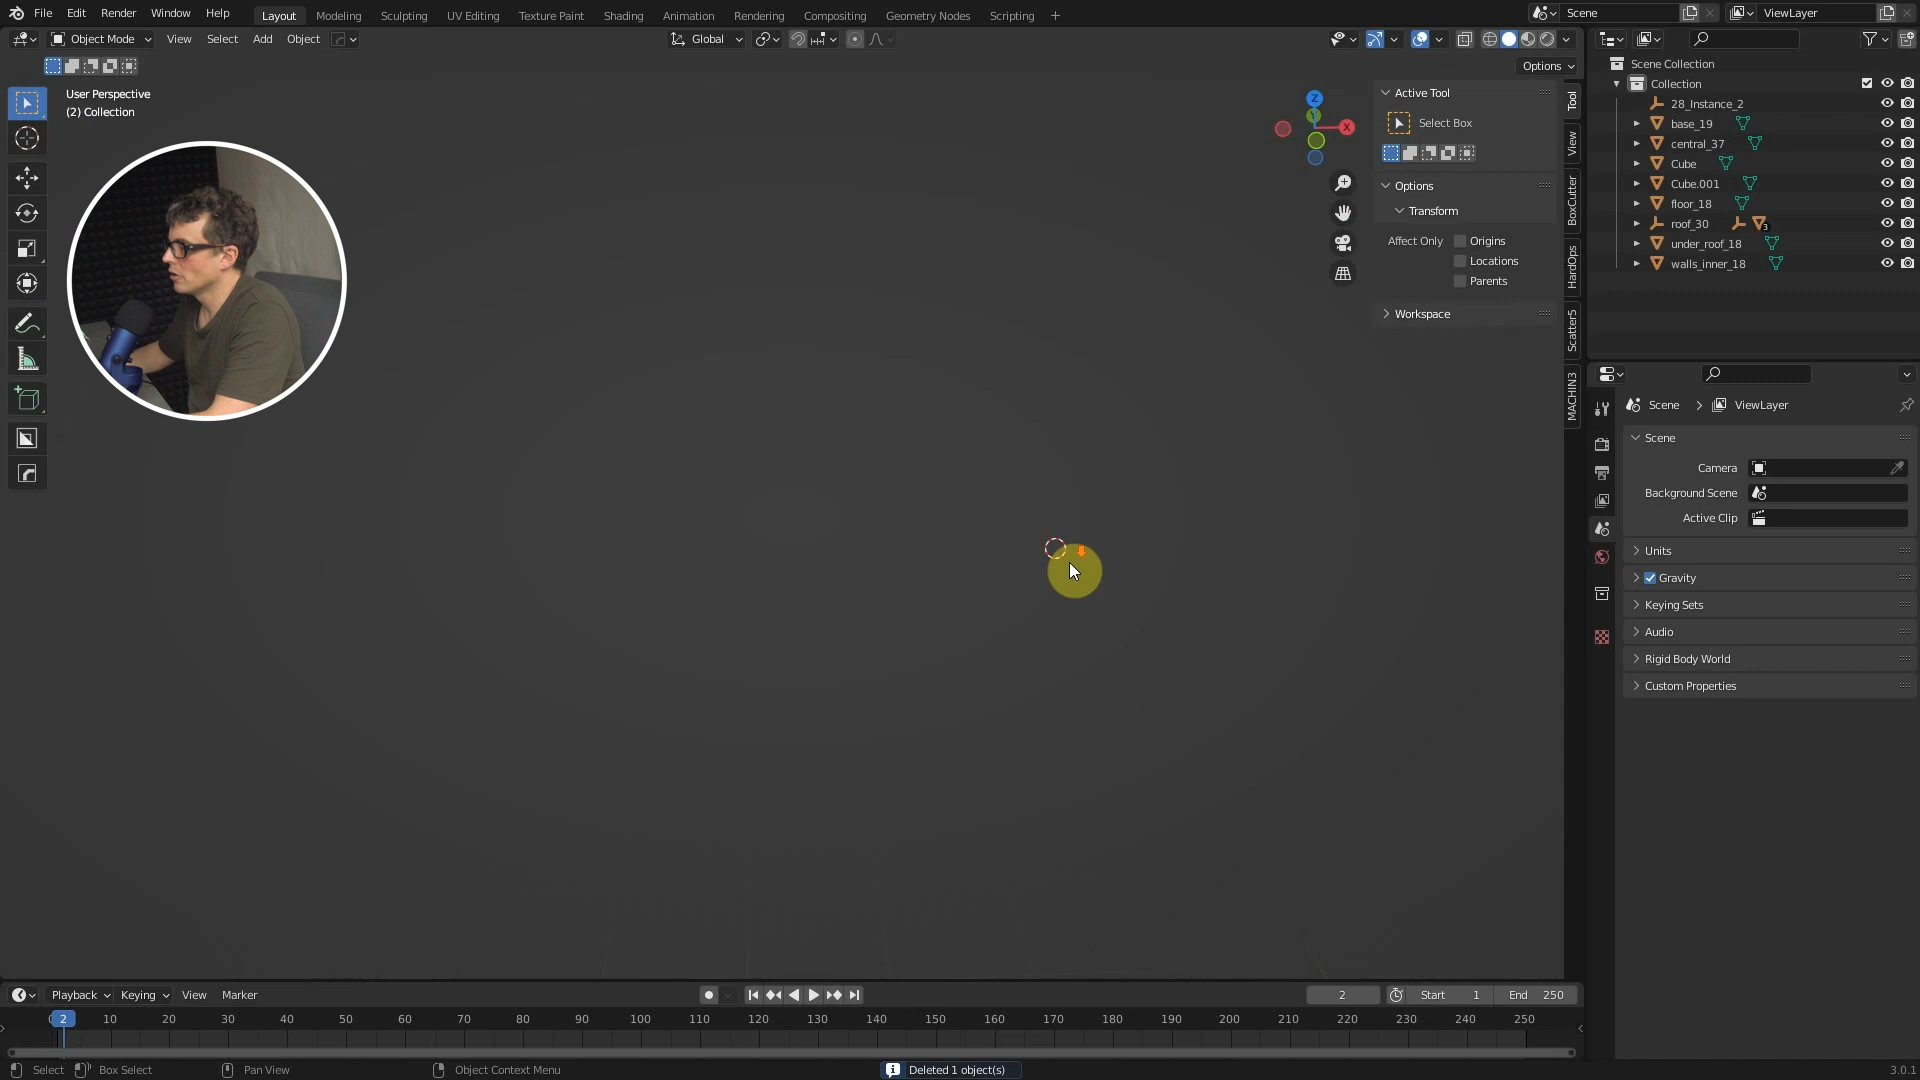 File Edit Render Window Help Layout Modeling Sculpting UV Editing Texture Paint Shading Animation Rendering Compositing Geometry Nodes Scripting + Scene ViewLayer
Object Mode View Select Add Object Global
Options
User Perspective
(2) Collection
Active Tool
Select Box
Options
Transform
Affect Only Origins
Locations
Parents
Workspace
Tool
View
BoxCutter
HardOps
Scatter5
MACHIN3
Z
X
Scene Collection
Collection
28_Instance_2
base_19
central_37
Cube
Cube.001
floor_18
roof_30 3
under_roof_18
walls_inner_18
Scene > ViewLayer
Scene
Camera
Background Scene
Active Clip
Units
Gravity
Keying Sets
Audio
Rigid Body World
Custom Properties
Playback Keying View Marker 2 Start 1 End 250
2 10 20 30 40 50 60 70 80 90 100 110 120 130 140 150 160 170 180 190 200 210 220 230 240 250
Select Box Select Pan View Object Context Menu Deleted 1 object(s) 3.0.1